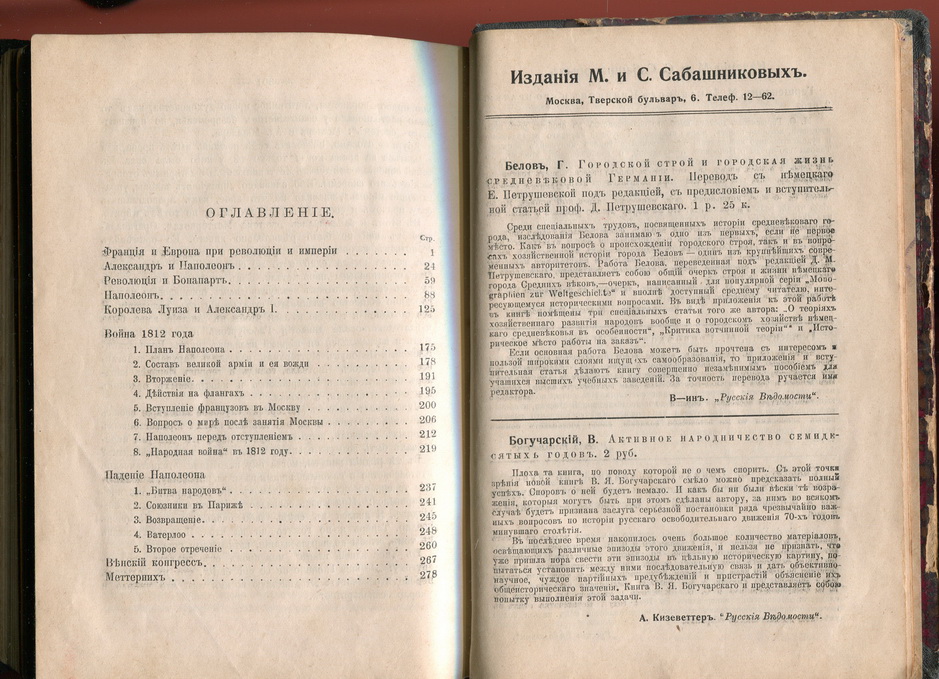 ОГЛАВЛЕНІЕ.
Стр.
Франція и Европа при революціи и имперіи . . . . . . 1
Александръ и Наполеонъ . . . . . . . . . . . . . 24
Революція и Бонапартъ . . . . . . . . . . . . . 59
Наполеонъ . . . . . . . . . . . . . . . . . . 88
Королева Луиза и Александръ I . . . . . . . . . . 125
Война 1812 года
1. Планъ Наполеона . . . . . . . . . . . . . 175
2. Составъ великой арміи и ея вожди . . . . . . . 178
3. Вторженіе. . . . . . . . . . . . . . . . 191
4. Дѣйствія на флангахъ . . . . . . . . . . . 195
5. Вступленіе французовъ въ Москву . . . . . . . 200
6. Вопросъ о мирѣ послѣ занятія Москвы . . . . . . 206
7. Наполеонъ передъ отступленіемъ . . . . . . . 212
8. „Народная война“ въ 1812 году. . . . . . . . 219
Паденіе Наполеона
1. „Битва народовъ“ . . . . . . . . . . . . . 237
2. Союзники въ Парижѣ . . . . . . . . . . . . 241
3. Возвращеніе. . . . . . . . . . . . . . . 245
4. Ватерлоо . . . . . . . . . . . . . . . . 248
5. Второе отреченіе . . . . . . . . . . . . . 260
Вѣнскій конгрессъ. . . . . . . . . . . . . . . 267
Меттернихъ . . . . . . . . . . . . . . . . . 278
Изданія М. и С. Сабашниковыхъ.
Москва, Тверской бульваръ, 6. Телеф. 12—62.
Бѣловъ, Г. Городской строй и городская жизнь
средневѣковой Германіи. Переводъ съ нѣмецкаго
Е. Петрушевской подъ редакціей, съ предисловіемъ и вступитель-
ной статьей проф. Д. Петрушевскаго. 1 р. 25 к.
Среди спеціальныхъ трудовъ, посвященныхъ исторіи средневѣковаго го-
рода, изслѣдованія Белова занимаютъ одно изъ первыхъ, если не первое
мѣсто. Какъ въ вопросѣ о происхожденіи городского строя, такъ и въ вопро-
сахъ хозяйственной исторіи города Беловъ — одинъ изъ крупнѣйшихъ совре-
менныхъ авторитетовъ. Работа Белова, переведенная подъ редакціей Д. М.
Петрушевскаго, представляетъ собою общій очеркъ строя и жизни нѣмецкаго
города Среднихъ вѣковъ,—очеркъ, написанный для популярной серіи „Mono-
graphien zur Weltgeschichte“ и вполнѣ доступный среднему читателю, инте-
ресующемуся историческими вопросами. Въ видѣ приложенія къ этой работѣ
въ книгѣ помѣщены три спеціальныхъ статьи того же автора: „О теоріяхъ
хозяйственнаго развитія народовъ вообще и о городскомъ хозяйствѣ нѣмец-
каго средневѣковья въ особенности“, „Критика вотчинной теоріи“ и „Исто-
рическое мѣсто работы на заказъ“.
Если основная работа Белова можетъ быть прочтена съ интересомъ и
пользой широкими слоями ищущихъ самообразованія, то приложенія и всту-
пительная статья дѣлаютъ книгу совершенно незамѣнимымъ пособіемъ для
учащихся высшихъ учебныхъ заведеній. За точность перевода ручается имя
редактора.
В—инъ. „Русскія Вѣдомости“.
Богучарскій, В. Активное народничество семиде-
сятыхъ годовъ. 2 руб.
Плоха та книга, по поводу которой не о чемъ спорить. Съ этой точки
зрѣнія новой книгѣ В. Я. Богучарскаго смѣло можно предсказать полный
успѣхъ. Споровъ о ней будетъ немало. И какъ бы ни были вѣски тѣ возра-
женія, которыя могутъ быть при этомъ сдѣланы автору, за нимъ во всякомъ
случаѣ будетъ признана заслуга серьезной постановки ряда чрезвычайно важ-
ныхъ вопросовъ по исторіи русскаго освободительнаго движенія 70-хъ годовъ
минувшаго столѣтія.
Въ послѣднее время накопилось очень большое количество матеріаловъ,
освѣщающихъ различные эпизоды этого движенія, и нельзя не признать, что
уже пришла пора свести эти эпизоды въ цѣльную историческую картину, по-
пытаться установить между ними послѣдовательную связь и дать объективно-
научное, чуждое партійныхъ предубѣжденій и пристрастій объясненіе ихъ
общеисторическаго значенія. Книга В. Я. Богучарскаго и представляетъ собою
попытку выполненія этой задачи.
А. Кизеветтеръ. “Русскія Вѣдомости“.